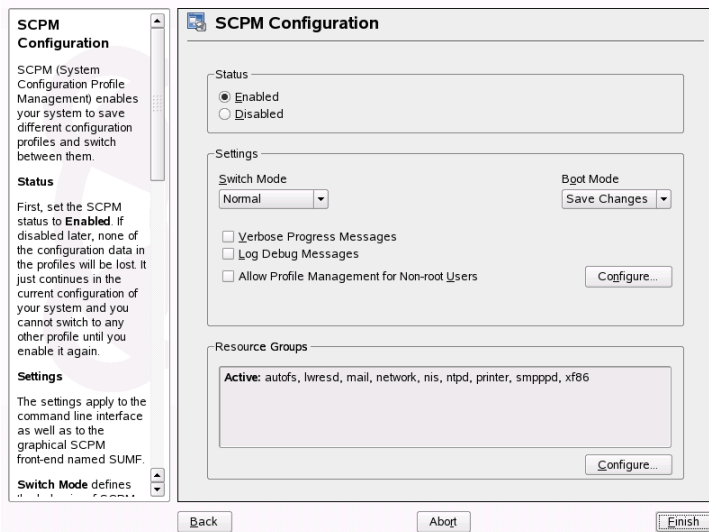 SCPM
Configuration
SCPM (System
Configuration Profile
Management) enables
your system to save
different configuration
profiles and switch
between them.
Status
First, set the SCPM
status to Enabled. If
disabled later, none of
the configuration data in
the profiles will be lost. It
just continues in the
current configuration of
your system and you
cannot switch to any
other profile until you
enable it again.
Settings
The settings apply to the
command line interface
as well as to the
graphical SCPM
front-end named SUMF.
Switch Mode defines
SCPM Configuration
Status
Enabled
Disabled
Settings
Switch Mode
Normal
Boot Mode
Save Changes
Verbose Progress Messages
Log Debug Messages
Allow Profile Management for Non-root Users
Configure...
Resource Groups
Active: autofs, lwresd, mail, network, nis, ntpd, printer, smpppd, xf86
Configure...
Back
Abort
Finish